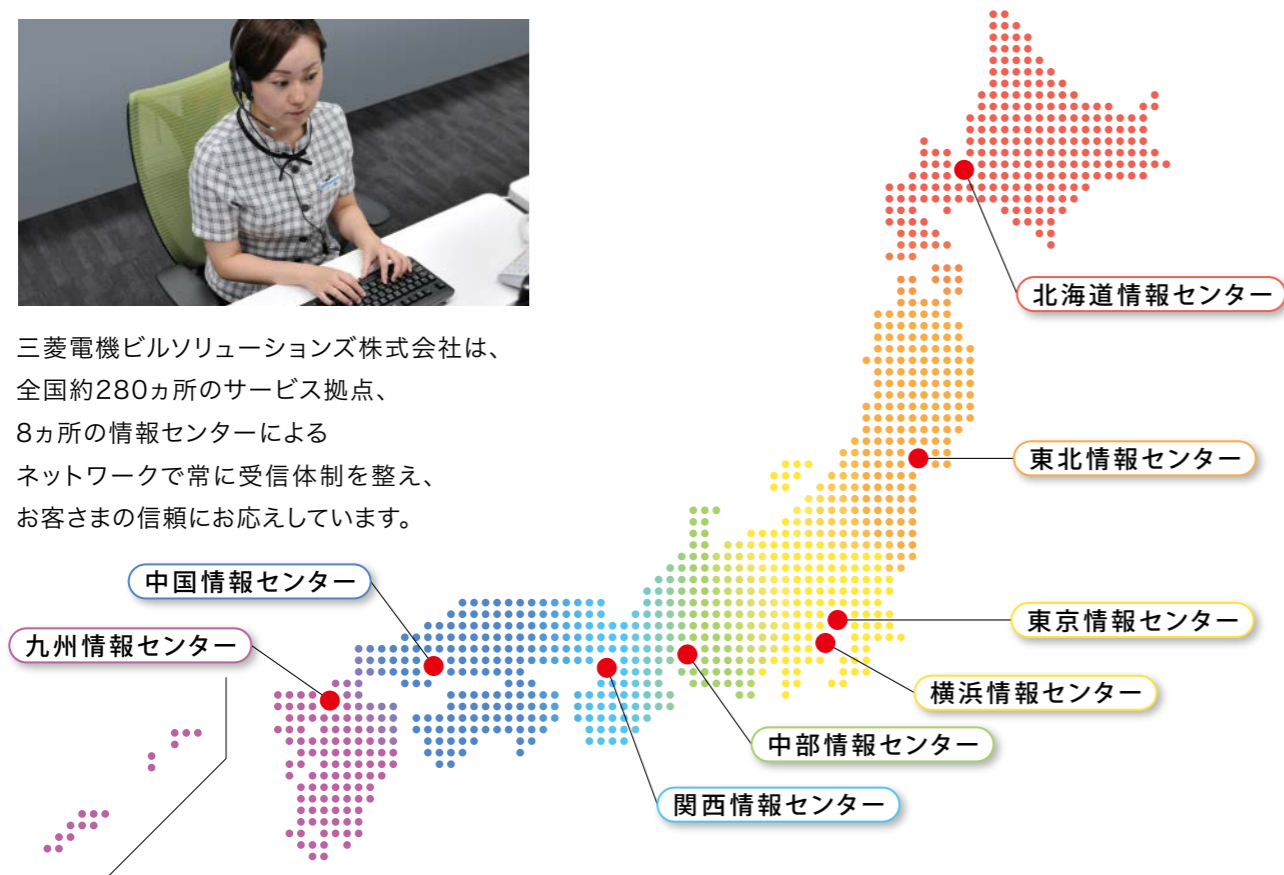 三菱電機ビルソリューションズ株式会社は、
全国約280ヵ所のサービス拠点、
8ヵ所の情報センターによる
ネットワークで常に受信体制を整え、
お客さまの信頼にお応えしています。
北海道情報センター
東北情報センター
東京情報センター
横浜情報センター
中部情報センター
関西情報センター
中国情報センター
九州情報センター